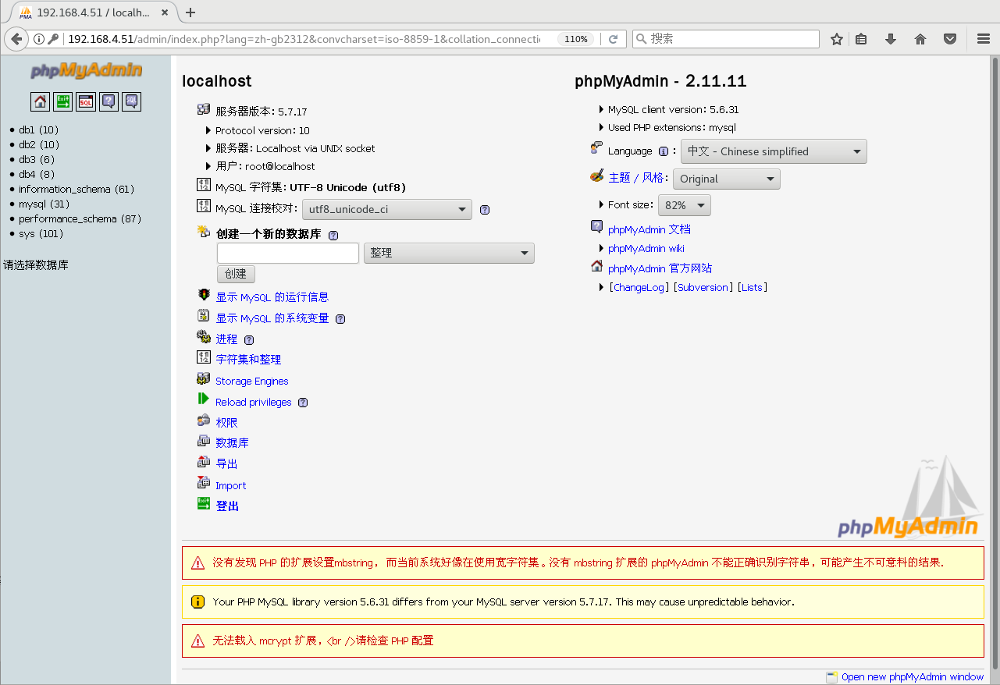 192.168.4.51 / localh...
192.168.4.51/admin/index.php?lang=zh-gb2312&convcharset=iso-8859-1&collation_connecti
110%
搜索
phpMyAdmin
Exit
SQL
SQL
db1 (10)
db2 (10)
db3 (6)
db4 (8)
information_schema (61)
mysql (31)
performance_schema (87)
sys (101)
请选择数据库
localhost
服务器版本: 5.7.17
Protocol version: 10
服务器: Localhost via UNIX socket
用户: root@localhost
MySQL 字符集: UTF-8 Unicode (utf8)
MySQL 连接校对: utf8_unicode_ci
创建一个新的数据库
整理
创建
显示 MySQL 的运行信息
显示 MySQL 的系统变量
进程
字符集和整理
Storage Engines
Reload privileges
权限
数据库
导出
Import
登出
phpMyAdmin - 2.11.11
MySQL client version: 5.6.31
Used PHP extensions: mysql
Language : 中文 - Chinese simplified
主题 / 风格: Original
Font size: 82%
phpMyAdmin 文档
phpMyAdmin wiki
phpMyAdmin 官方网站
[ChangeLog] [Subversion] [Lists]
phpMyAdmin
没有发现 PHP 的扩展设置mbstring, 而当前系统好像在使用宽字符集。没有 mbstring 扩展的 phpMyAdmin 不能正确识别字符串,可能产生不可意料的结果.
Your PHP MySQL library version 5.6.31 differs from your MySQL server version 5.7.17. This may cause unpredictable behavior.
无法载入 mcrypt 扩展,<br />请检查 PHP 配置
Open new phpMyAdmin window